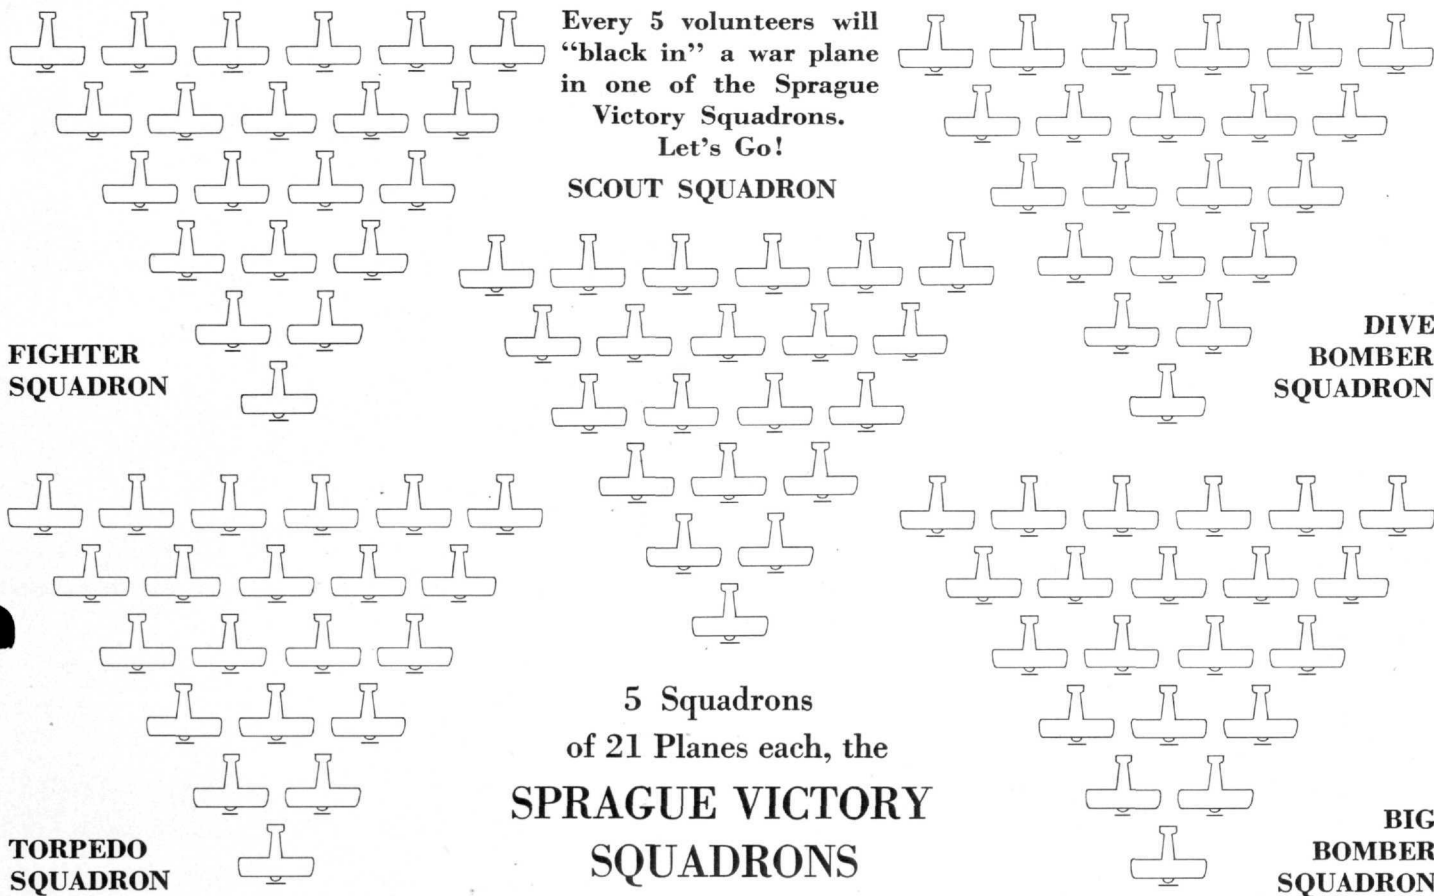 Every 5 volunteers will
“black in” a war plane
in one of the Sprague
Victory Squadrons.
Let’s Go!
SCOUT SQUADRON
FIGHTER
SQUADRON
DIVE
BOMBER
SQUADRON
5 Squadrons
of 21 Planes each, the
SPRAGUE VICTORY
SQUADRONS
TORPEDO
SQUADRON
BIG
BOMBER
SQUADRON